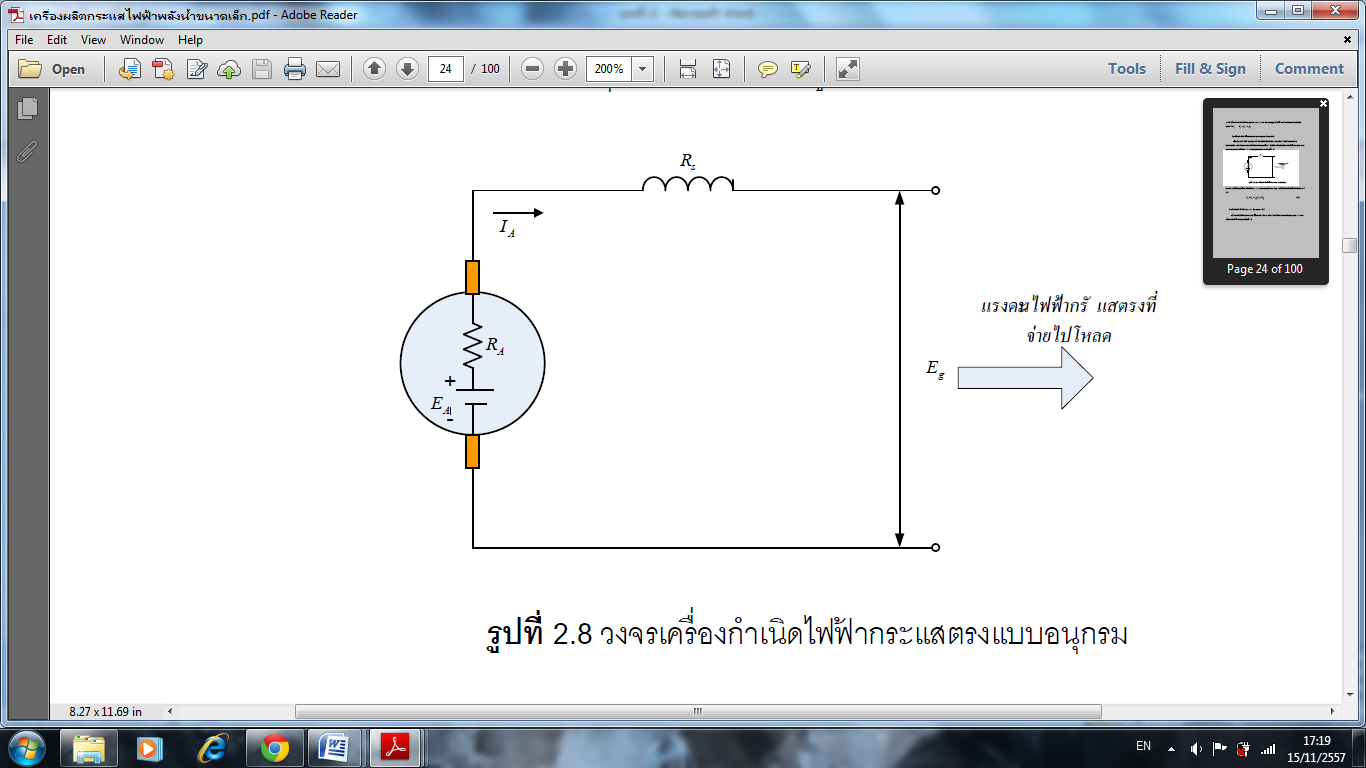 เครื่องผลิตกระแสไฟฟ้าพลังน้ำขนาดเล็ก.pdf - Adobe Reader
File Edit View Window Help
Open 24 / 100 200% Tools Fill & Sign Comment
R_s
I_A
R_A
+
E_A
-
แรงดนไฟฟ้ากรั แสตรงที่
จ่ายไปโหลด
E_g
Page 24 of 100
รูปที่ 2.8 วงจรเครื่องกำเนิดไฟฟ้ากระแสตรงแบบอนุกรม
8.27 x 11.69 in
EN 17:19
15/11/2557